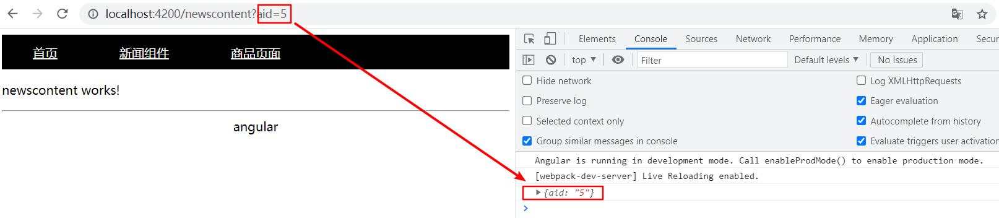 localhost:4200/newscontent?aid=5
首页 新闻组件 商品页面
newscontent works!
angular
Elements Console Sources Network Performance Memory Application Secur
top Filter Default levels No Issues
Hide network Log XMLHttpRequests
Preserve log Eager evaluation
Selected context only Autocomplete from history
Group similar messages in console Evaluate triggers user activation
Angular is running in development mode. Call enableProdMode() to enable production mode.
[webpack-dev-server] Live Reloading enabled.
{aid: "5"}